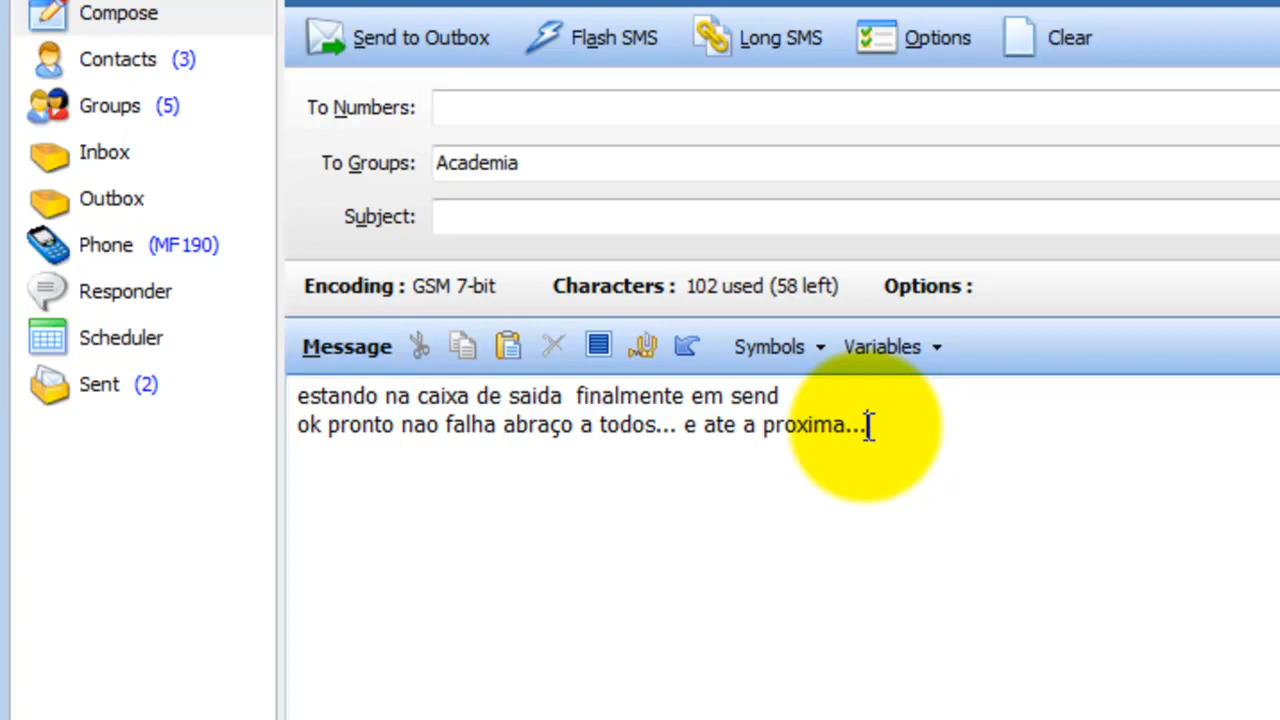 Compose
Contacts (3)
Groups (5)
Inbox
Outbox
Phone (MF190)
Responder
Scheduler
Sent (2)
Send to Outbox Flash SMS Long SMS Options Clear
To Numbers:
To Groups: Academia
Subject:
Encoding : GSM 7-bit Characters : 102 used (58 left) Options :
Message Symbols Variables
estando na caixa de saida  finalmente em send
ok pronto nao falha abraço a todos... e ate a proxima...